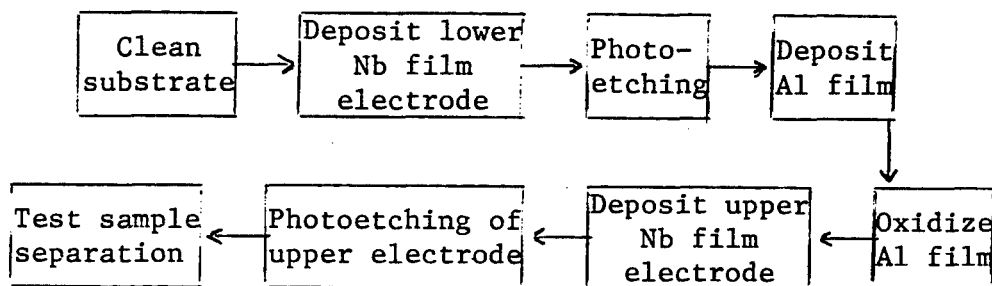 Clean
substrate
Deposit lower
Nb film
electrode
Photo-
etching
Deposit
Al film
Oxidize
Al film
Deposit upper
Nb film
electrode
Photoetching of
upper electrode
Test sample
separation